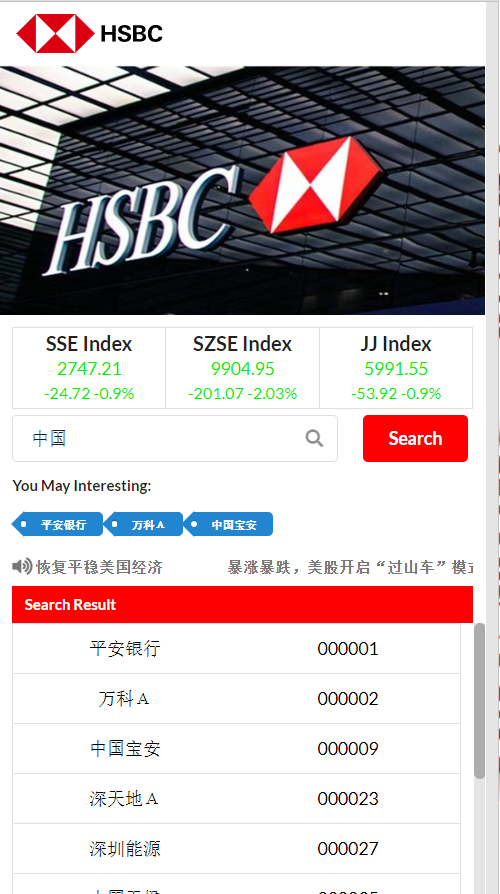 HSBC
HSBC
SSE Index
2747.21
-24.72 -0.9%
SZSE Index
9904.95
-201.07 -2.03%
JJ Index
5991.55
-53.92 -0.9%
中国
Search
You May Interesting:
平安银行
万科Ａ
中国宝安
恢复平稳美国经济
暴涨暴跌，美股开启“过山车”模式
Search Result
平安银行 000001
万科Ａ 000002
中国宝安 000009
深天地Ａ 000023
深圳能源 000027